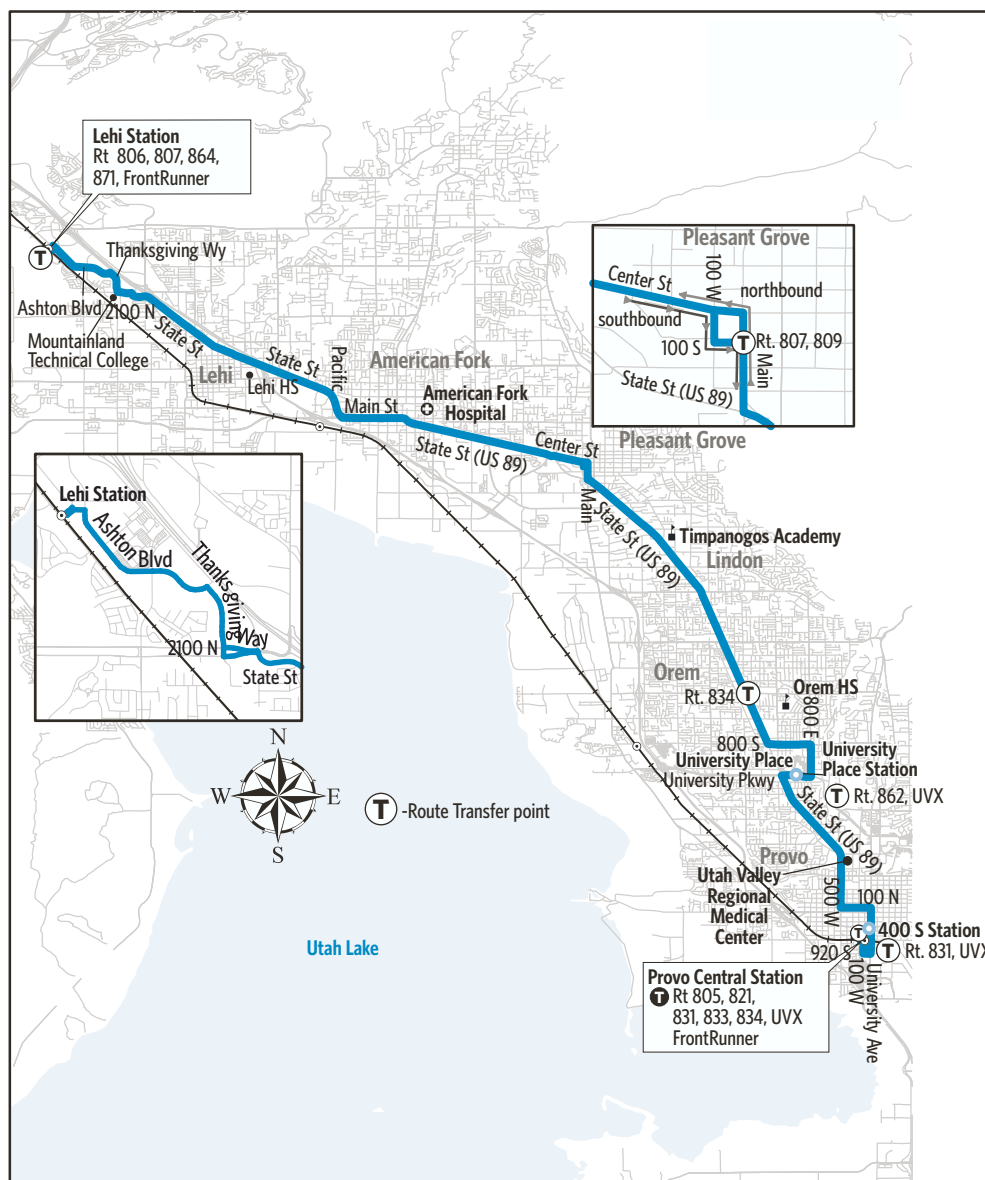 Lehi Station
Rt 806, 807, 864,
871, FrontRunner
T
Thanksgiving Wy
Ashton Blvd
2100 N
Mountainland
Technical College
State St
State St
Lehi
Lehi HS
Pacific
American Fork
Main St
American Fork
Hospital
State St (US 89)
Center St
Pleasant Grove
Main
State St (US 89)
Timpanogos Academy
Lindon
Pleasant Grove
Center St
100 W
northbound
southbound
100 S
T
Rt. 807, 809
Main
State St (US 89)
Lehi Station
Ashton Blvd
Thanksgiving
Way
2100 N
State St
N
W
E
S
T
-Route Transfer point
Orem
Rt. 834
T
Orem HS
800 E
800 S
University Place
University Pkwy
University
Place Station
T
Rt. 862, UVX
State St (US 89)
Provo
Utah Valley
Regional
Medical
Center
500 W
100 N
T
400 S Station
T
Rt. 831, UVX
920 S
100 W
University Ave
Provo Central Station
T
Rt 805, 821,
831, 833, 834, UVX
FrontRunner
Utah Lake